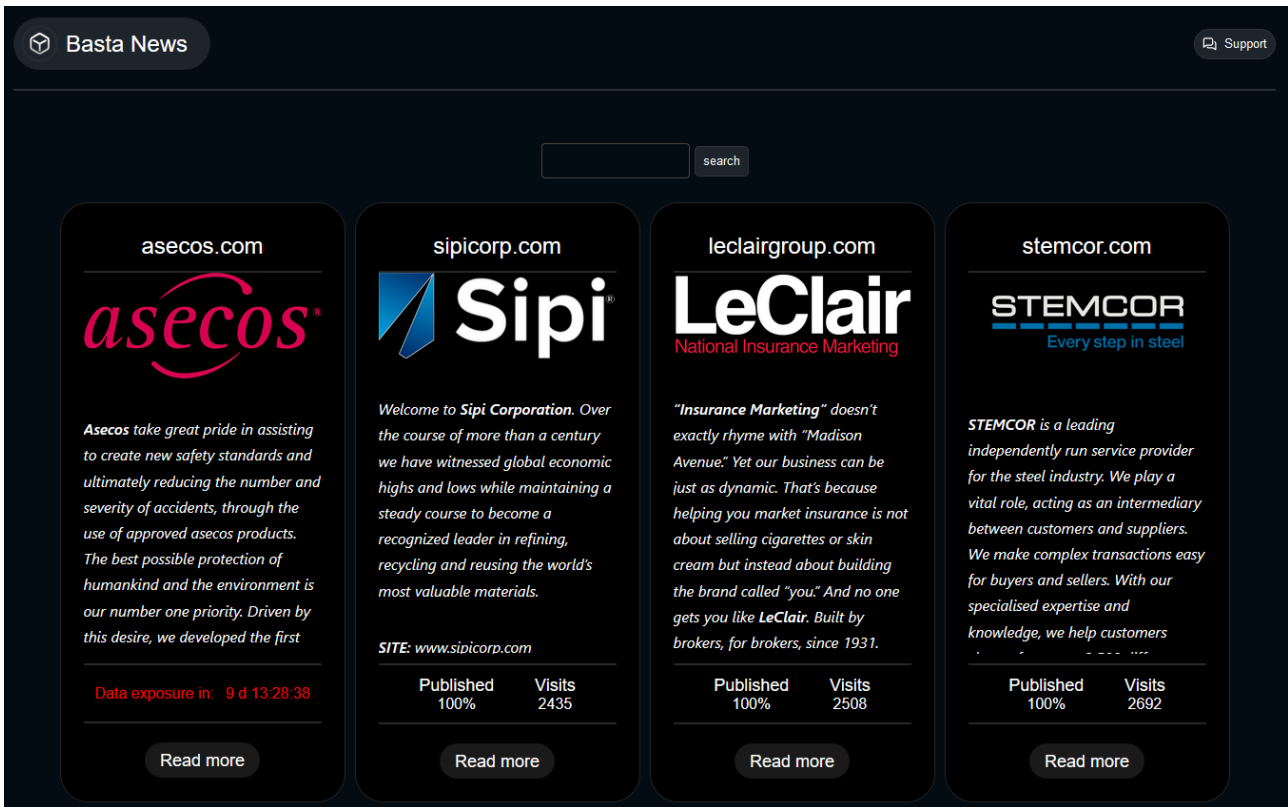 Basta News
Support
search
asecos.com
asecos®
Asecos take great pride in assisting
to create new safety standards and
ultimately reducing the number and
severity of accidents, through the
use of approved asecos products.
The best possible protection of
humankind and the environment is
our number one priority. Driven by
this desire, we developed the first
Data exposure in: 9 d 13:28:38
Read more
sipicorp.com
Sipi®
Welcome to Sipi Corporation. Over
the course of more than a century
we have witnessed global economic
highs and lows while maintaining a
steady course to become a
recognized leader in refining,
recycling and reusing the world’s
most valuable materials.
SITE: www.sipicorp.com
Published Visits
100% 2435
Read more
leclairgroup.com
LeClair
National Insurance Marketing
“Insurance Marketing” doesn’t
exactly rhyme with “Madison
Avenue.” Yet our business can be
just as dynamic. That’s because
helping you market insurance is not
about selling cigarettes or skin
cream but instead about building
the brand called “you.” And no one
gets you like LeClair. Built by
brokers, for brokers, since 1931.
Published Visits
100% 2508
Read more
stemcor.com
STEMCOR
Every step in steel
STEMCOR is a leading
independently run service provider
for the steel industry. We play a
vital role, acting as an intermediary
between customers and suppliers.
We make complex transactions easy
for buyers and sellers. With our
specialised expertise and
knowledge, we help customers
Published Visits
100% 2692
Read more